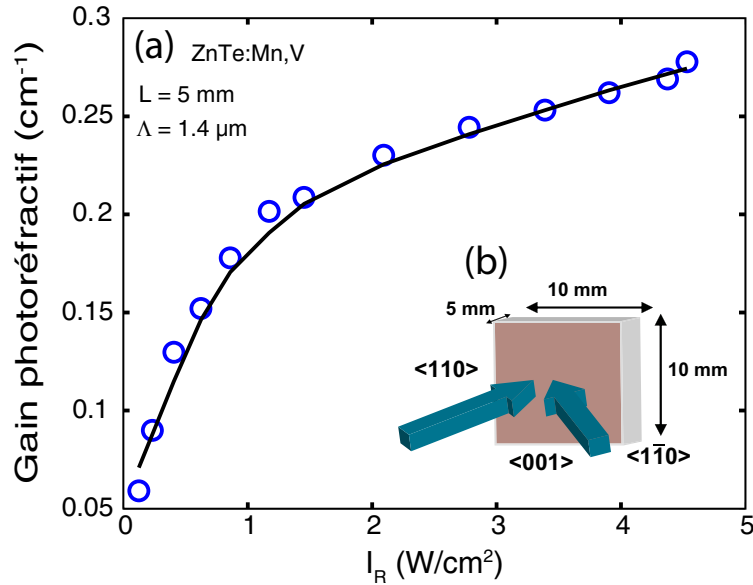 0.3
(a) ZnTe:Mn,V
L = 5 mm
Λ = 1.4 µm
0.25
Gain photoréfractif (cm⁻¹)
0.2
0.15
0.1
0.05
(b)
10 mm
5 mm
<110>
10 mm
<001>
<11̅0>
0 1 2 3 4 5
I_R (W/cm²)